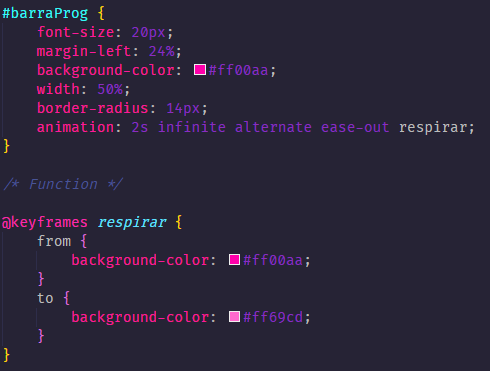 #barraProg {
    font-size: 20px;
    margin-left: 24%;
    background-color: #ff00aa;
    width: 50%;
    border-radius: 14px;
    animation: 2s infinite alternate ease-out respirar;
}
/* Function */
@keyframes respirar {
    from {
        background-color: #ff00aa;
    }
    to {
        background-color: #ff69cd;
    }
}